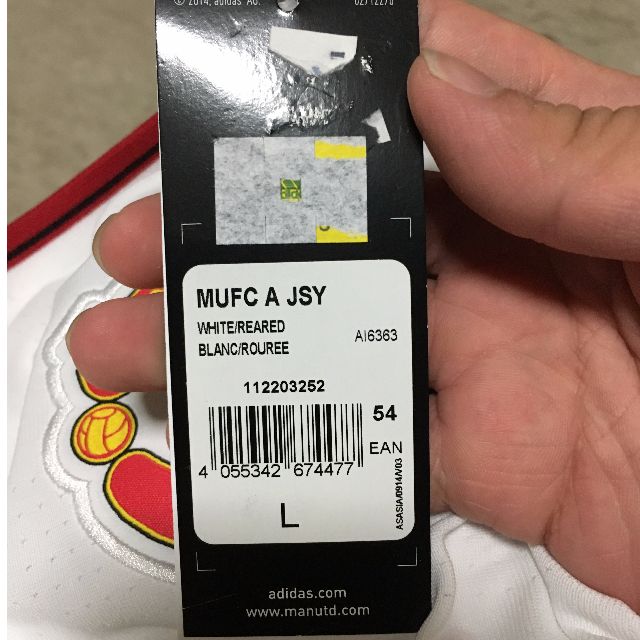 © 2014, adidas AG.
MUFC A JSY
WHITE/REARED
BLANC/ROUREE
AI6363
112203252
54
EAN
4 055342 674477
L
ASASIA/0914/V03
adidas.com
www.manutd.com